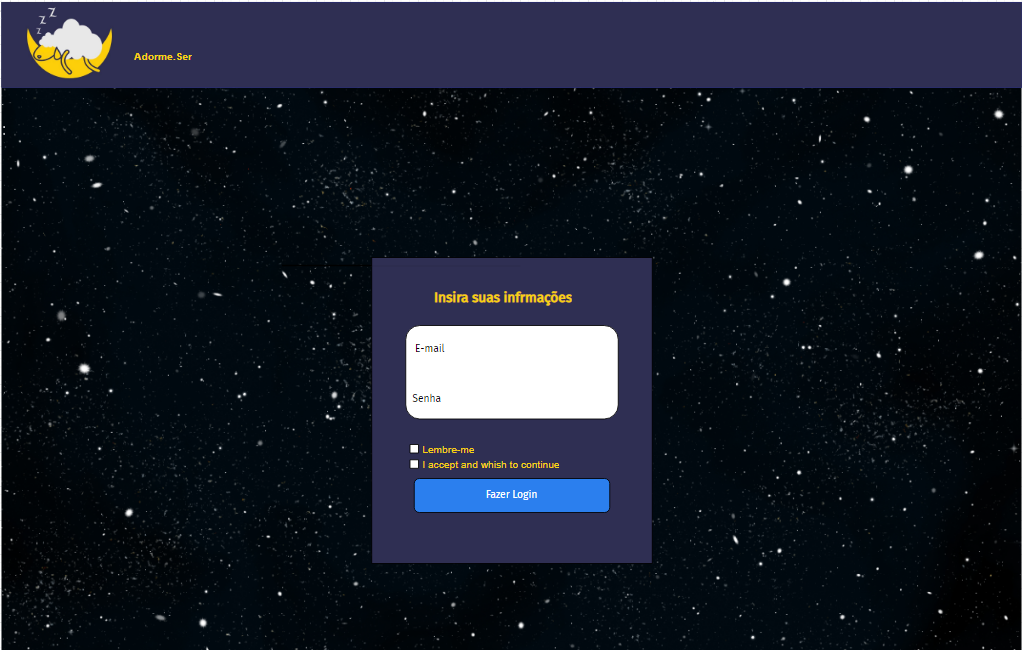 z Z
z
Adorme.Ser
Insira suas infrmações
E-mail
Senha
Lembre-me
I accept and whish to continue
Fazer Login